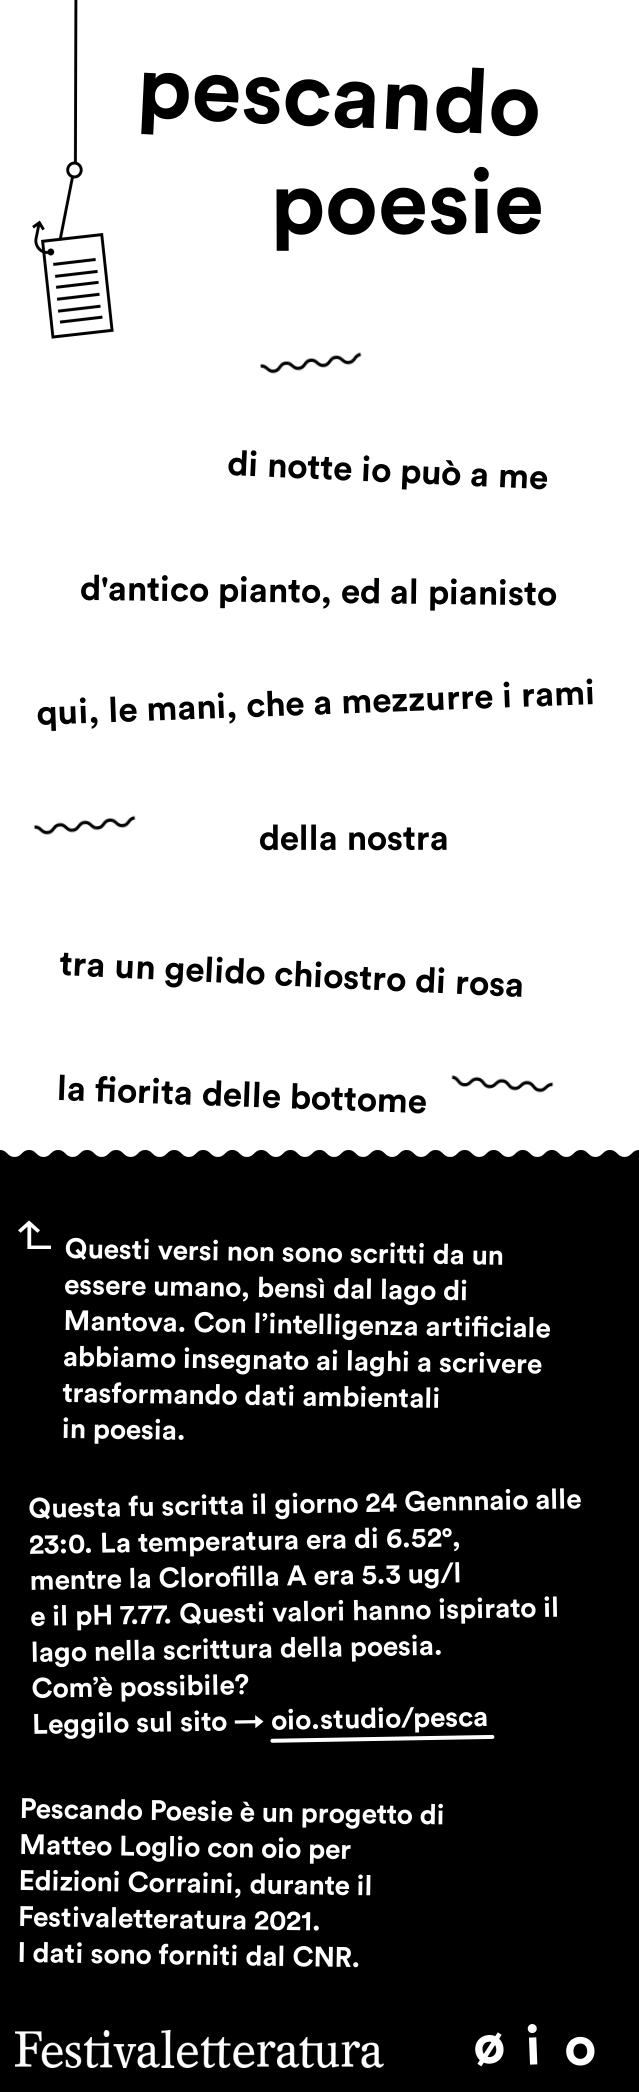 pescando
poesie
di notte io può a me
d'antico pianto, ed al pianisto
qui, le mani, che a mezzurre i rami
della nostra
tra un gelido chiostro di rosa
la fiorita delle bottome
Questi versi non sono scritti da un
essere umano, bensì dal lago di
Mantova. Con l’intelligenza artificiale
abbiamo insegnato ai laghi a scrivere
trasformando dati ambientali
in poesia.
Questa fu scritta il giorno 24 Gennnaio alle
23:0. La temperatura era di 6.52°,
mentre la Clorofilla A era 5.3 ug/l
e il pH 7.77. Questi valori hanno ispirato il
lago nella scrittura della poesia.
Com’è possibile?
Leggilo sul sito → oio.studio/pesca
Pescando Poesie è un progetto di
Matteo Loglio con oio per
Edizioni Corraini, durante il
Festivaletteratura 2021.
I dati sono forniti dal CNR.
Festivaletteratura
ø i o